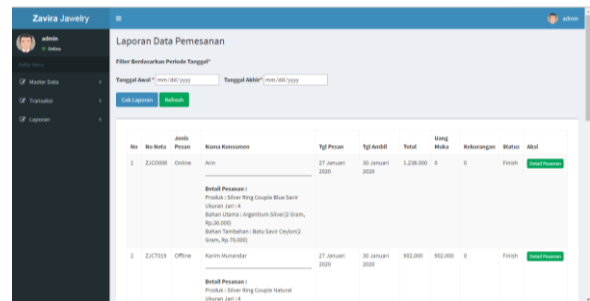 Zavira Jawelry
admin
admin
Online
Daftar Menu
Master Data
Transaksi
Laporan
Laporan Data Pemesanan
Filter Berdasarkan Periode Tanggal*
Tanggal Awal * mm/dd/yyyy Tanggal Akhir* mm/dd/yyyy
Cek Laporan Refresh
No No Nota Jenis Pesan Nama Konsumen Tgl Pesan Tgl Ambil Total Uang Muka Kekurangan Status Aksi
1 ZJCO008 Online Arin 27 Januari 2020 30 Januari 2020 1.238.000 0 0 Finish Detail Pesanan
Detail Pesanan :
Produk : Silver Ring Couple Blue Savir
Ukuran Jari : 4
Bahan Utama : Argentium Silver(2 Gram,
Rp.36.000)
Bahan Tambahan : Batu Savir Ceylon(2
Gram, Rp.70.000)
2 ZJCT019 Offline Karim Munandar 27 Januari 2020 30 Januari 2020 902.000 902.000 0 Finish Detail Pesanan
Detail Pesanan :
Produk : Silver Ring Couple Natural
Ukuran Jari : 4